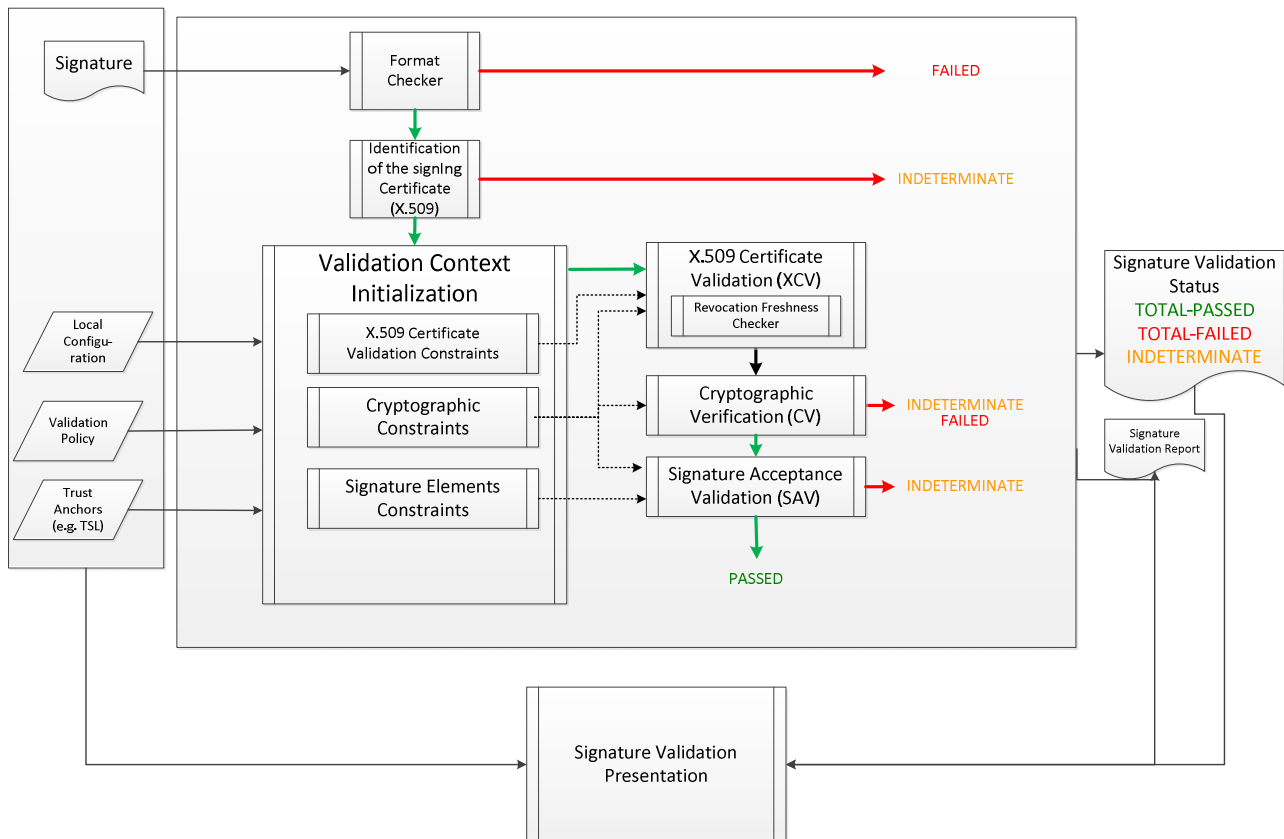 Signature
Format
Checker
FAILED
Identification
of the signIng
Certificate
(X.509)
INDETERMINATE
Validation Context
Initialization
X.509 Certificate
Validation Constraints
Cryptographic
Constraints
Signature Elements
Constraints
Local
Configu-
ration
Validation
Policy
Trust
Anchors
(e.g. TSL)
X.509 Certificate
Validation (XCV)
Revocation Freshness
Checker
Cryptographic
Verification (CV)
INDETERMINATE
FAILED
Signature Acceptance
Validation (SAV)
INDETERMINATE
PASSED
Signature Validation
Status
TOTAL-PASSED
TOTAL-FAILED
INDETERMINATE
Signature
Validation Report
Signature Validation
Presentation